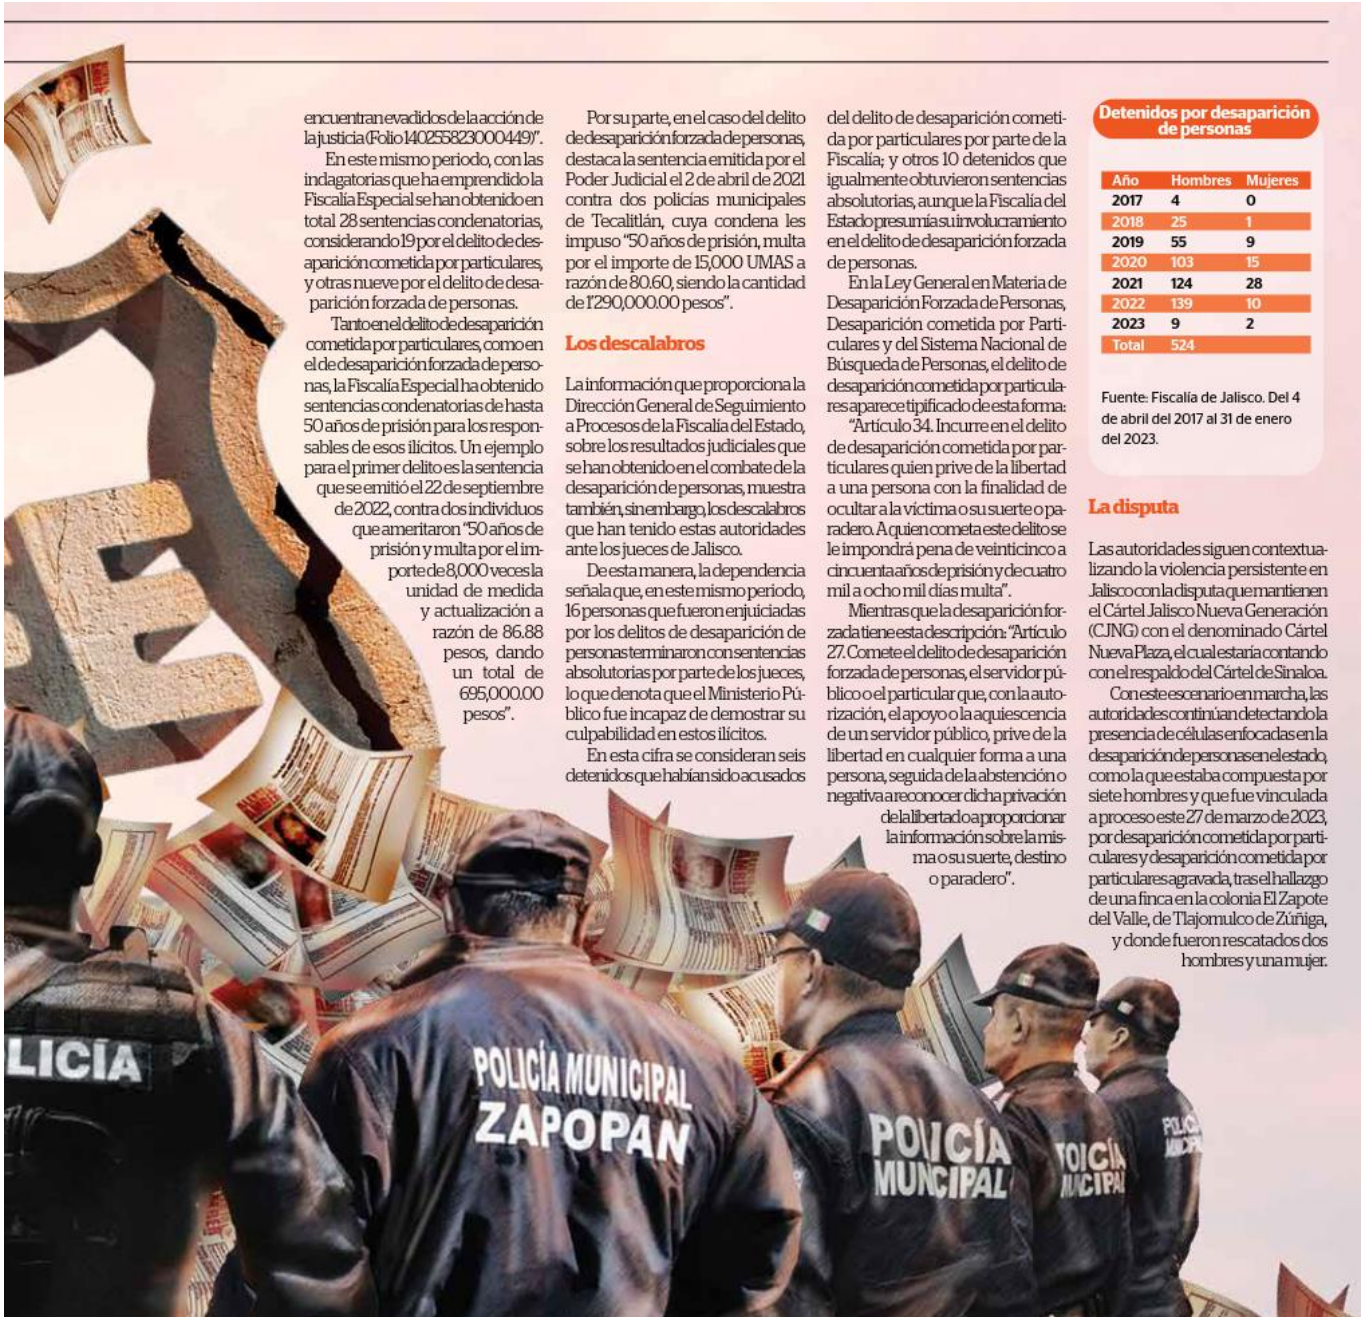 encuentran evadidos de la acción de
la justicia (Folio 140255823000449)”.
En este mismo periodo, con las
indagatorias que ha emprendido la
Fiscalía Especial se han obtenido en
total 28 sentencias condenatorias,
considerando 19 por el delito de des-
aparición cometida por particulares,
y otras nueve por el delito de desa-
parición forzada de personas.
Tanto en el delito de desaparición
cometida por particulares, como en
el de desaparición forzada de perso-
nas, la Fiscalía Especial ha obtenido
sentencias condenatorias de hasta
50 años de prisión para los respon-
sables de esos ilícitos. Un ejemplo
para el primer delito es la sentencia
que se emitió el 22 de septiembre
de 2022, contra dos individuos
que ameritaron “50 años de
prisión y multa por el im-
porte de 8,000 veces la
unidad de medida
y actualización a
razón de 86.88
pesos, dando
un total de
695,000.00
pesos”.
Por su parte, en el caso del delito
de desaparición forzada de personas,
destaca la sentencia emitida por el
Poder Judicial el 2 de abril de 2021
contra dos policías municipales
de Tecalitlán, cuya condena les
impuso “50 años de prisión, multa
por el importe de 15,000 UMAS a
razón de 80.60, siendo la cantidad
de 1’290,000.00 pesos”.
Los descalabros
La información que proporciona la
Dirección General de Seguimiento
a Procesos de la Fiscalía del Estado,
sobre los resultados judiciales que
se han obtenido en el combate de la
desaparición de personas, muestra
también, sin embargo, los descalabros
que han tenido estas autoridades
ante los jueces de Jalisco.
De esta manera, la dependencia
señala que, en este mismo periodo,
16 personas que fueron enjuiciadas
por los delitos de desaparición de
personas terminaron con sentencias
absolutorias por parte de los jueces,
lo que denota que el Ministerio Pú-
blico fue incapaz de demostrar su
culpabilidad en estos ilícitos.
En esta cifra se consideran seis
detenidos que habían sido acusados
del delito de desaparición cometi-
da por particulares por parte de la
Fiscalía; y otros 10 detenidos que
igualmente obtuvieron sentencias
absolutorias, aunque la Fiscalía del
Estado presumía su involucramiento
en el delito de desaparición forzada
de personas.
En la Ley General en Materia de
Desaparición Forzada de Personas,
Desaparición cometida por Parti-
culares y del Sistema Nacional de
Búsqueda de Personas, el delito de
desaparición cometida por particula-
res aparece tipificado de esta forma:
“Artículo 34. Incurre en el delito
de desaparición cometida por par-
ticulares quien prive de la libertad
a una persona con la finalidad de
ocultar a la víctima o su suerte o pa-
radero. A quien cometa este delito se
le impondrá pena de veinticinco a
cincuenta años de prisión y de cuatro
mil a ocho mil días multa”.
Mientras que la desaparición for-
zada tiene esta descripción: “Artículo
27. Comete el delito de desaparición
forzada de personas, el servidor pú-
blico o el particular que, con la auto-
rización, el apoyo o la aquiescencia
de un servidor público, prive de la
libertad en cualquier forma a una
persona, seguida de la abstención o
negativa a reconocer dicha privación
de la libertad o a proporcionar
la información sobre la mis-
ma o su suerte, destino
o paradero”.
Detenidos por desaparición
de personas
Año Hombres Mujeres
2017 4 0
2018 25 1
2019 55 9
2020 103 15
2021 124 28
2022 139 10
2023 9 2
Total 524
Fuente: Fiscalía de Jalisco. Del 4
de abril del 2017 al 31 de enero
del 2023.
La disputa
Las autoridades siguen contextua-
lizando la violencia persistente en
Jalisco con la disputa que mantienen
el Cártel Jalisco Nueva Generación
(CJNG) con el denominado Cártel
Nueva Plaza, el cual estaría contando
con el respaldo del Cártel de Sinaloa.
Con este escenario en marcha, las
autoridades continúan detectando la
presencia de células enfocadas en la
desaparición de personas en el estado,
como la que estaba compuesta por
siete hombres y que fue vinculada
a proceso este 27 de marzo de 2023,
por desaparición cometida por parti-
culares y desaparición cometida por
particulares agravada, tras el hallazgo
de una finca en la colonia El Zapote
del Valle, de Tlajomulco de Zúñiga,
y donde fueron rescatados dos
hombres y una mujer.
LICÍA
POLICÍA MUNICIPAL
ZAPOPAN
POLICÍA
MUNCIPAL